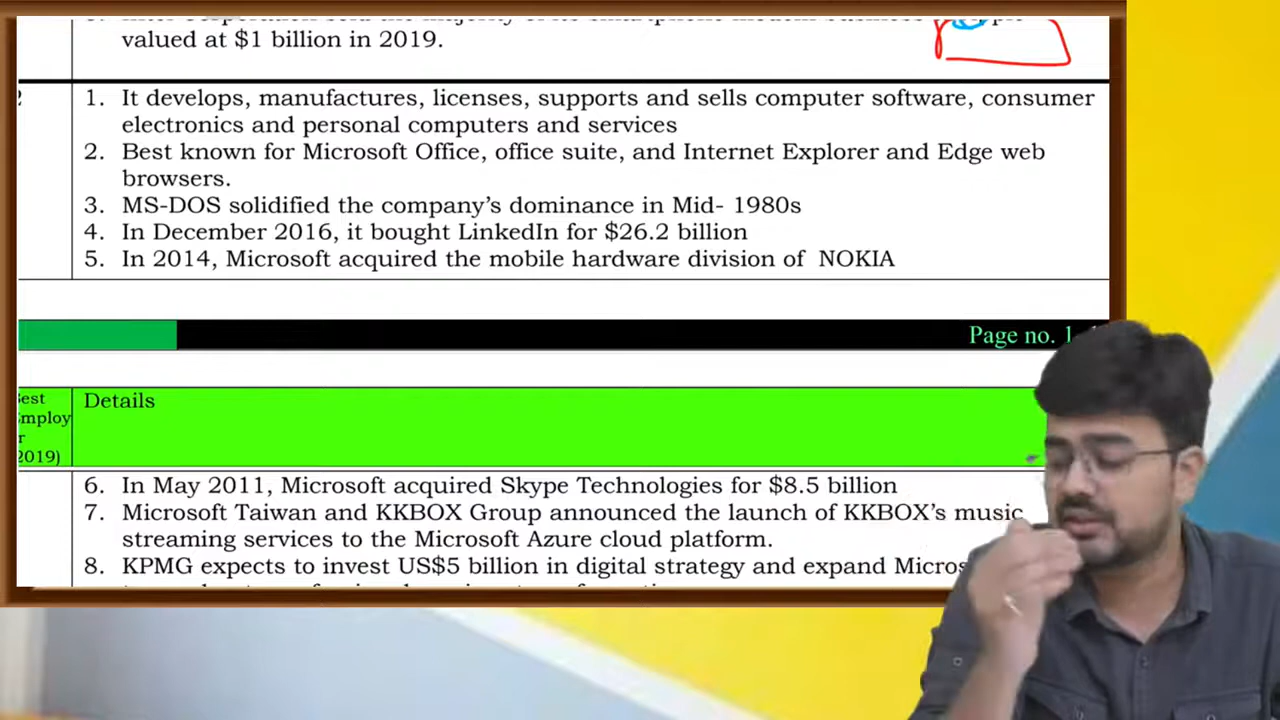 valued at $1 billion in 2019.
1. It develops, manufactures, licenses, supports and sells computer software, consumer
electronics and personal computers and services
2. Best known for Microsoft Office, office suite, and Internet Explorer and Edge web
browsers.
3. MS-DOS solidified the company's dominance in Mid- 1980s
4. In December 2016, it bought LinkedIn for $26.2 billion
5. In 2014, Microsoft acquired the mobile hardware division of NOKIA
Page no. 1
Details
2019)
6. In May 2011, Microsoft acquired Skype Technologies for $8.5 billion
7. Microsoft Taiwan and KKBOX Group announced the launch of KKBOX's music
streaming services to the Microsoft Azure cloud platform.
8. KPMG expects to invest US$5 billion in digital strategy and expand